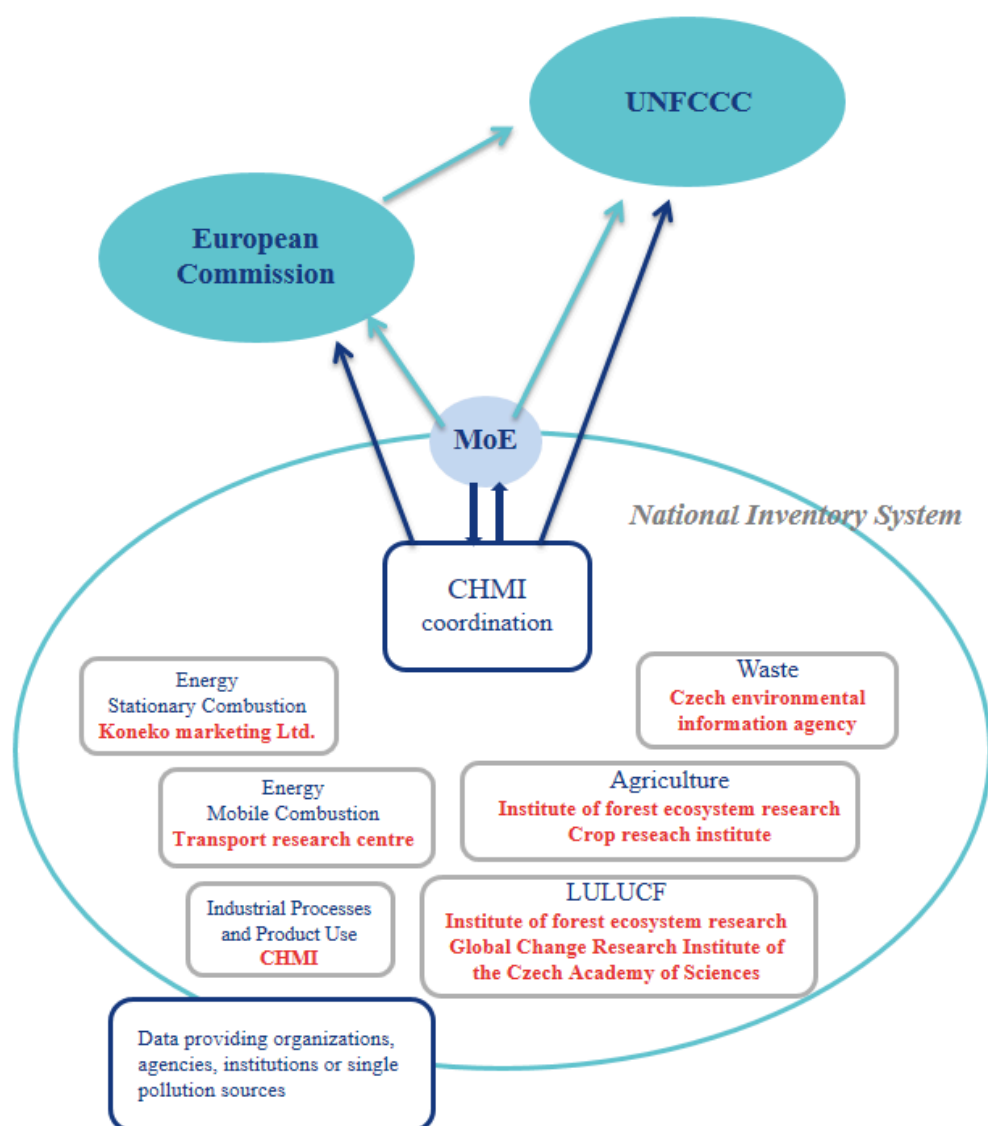 UNFCCC
European
Commission
MoE
National Inventory System
CHMI
coordination
Energy
Stationary Combustion
Koneko marketing Ltd.
Waste
Czech environmental
information agency
Energy
Mobile Combustion
Transport research centre
Agriculture
Institute of forest ecosystem research
Crop reseach institute
Industrial Processes
and Product Use
CHMI
LULUCF
Institute of forest ecosystem research
Global Change Research Institute of
the Czech Academy of Sciences
Data providing organizations,
agencies, institutions or single
pollution sources